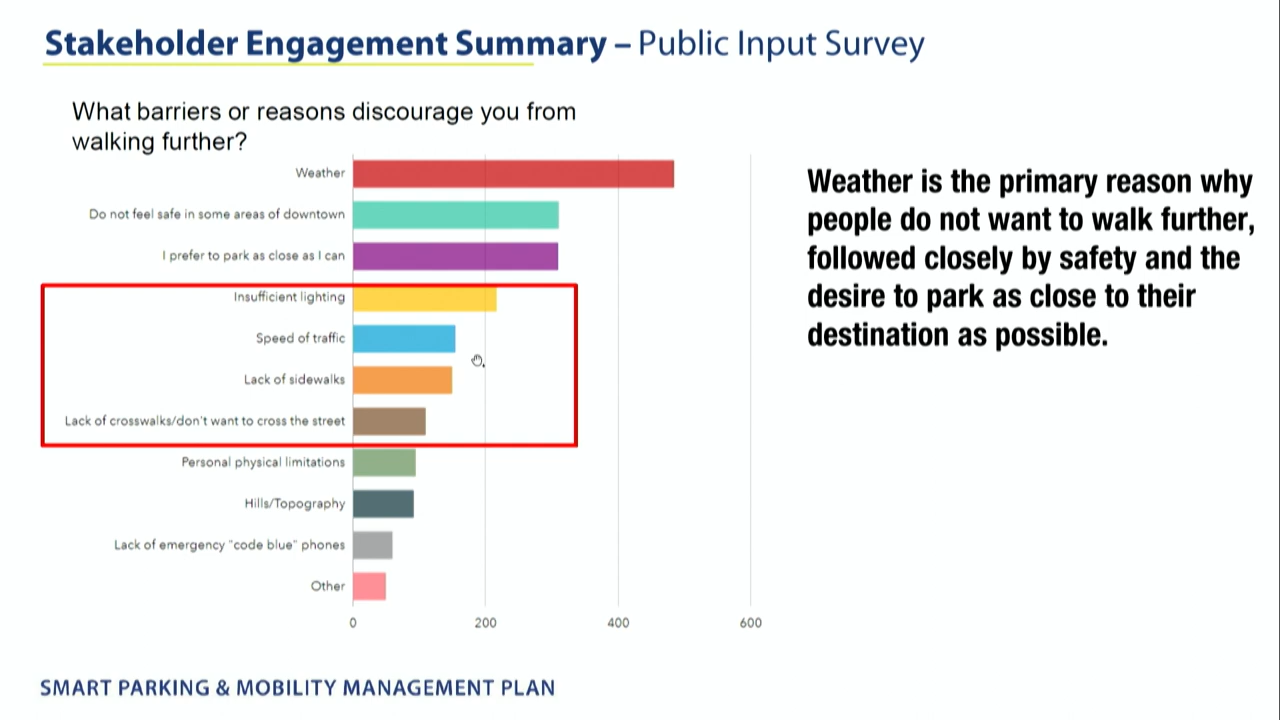 Stakeholder Engagement Summary – Public Input Survey
What barriers or reasons discourage you from
walking further?
Weather
Do not feel safe in some areas of downtown
I prefer to park as close as I can
Insufficient lighting
Speed of traffic
Lack of sidewalks
Lack of crosswalks/don't want to cross the street
Personal physical limitations
Hills/Topography
Lack of emergency "code blue" phones
Other
0 200 400 600
Weather is the primary reason why
people do not want to walk further,
followed closely by safety and the
desire to park as close to their
destination as possible.
SMART PARKING & MOBILITY MANAGEMENT PLAN